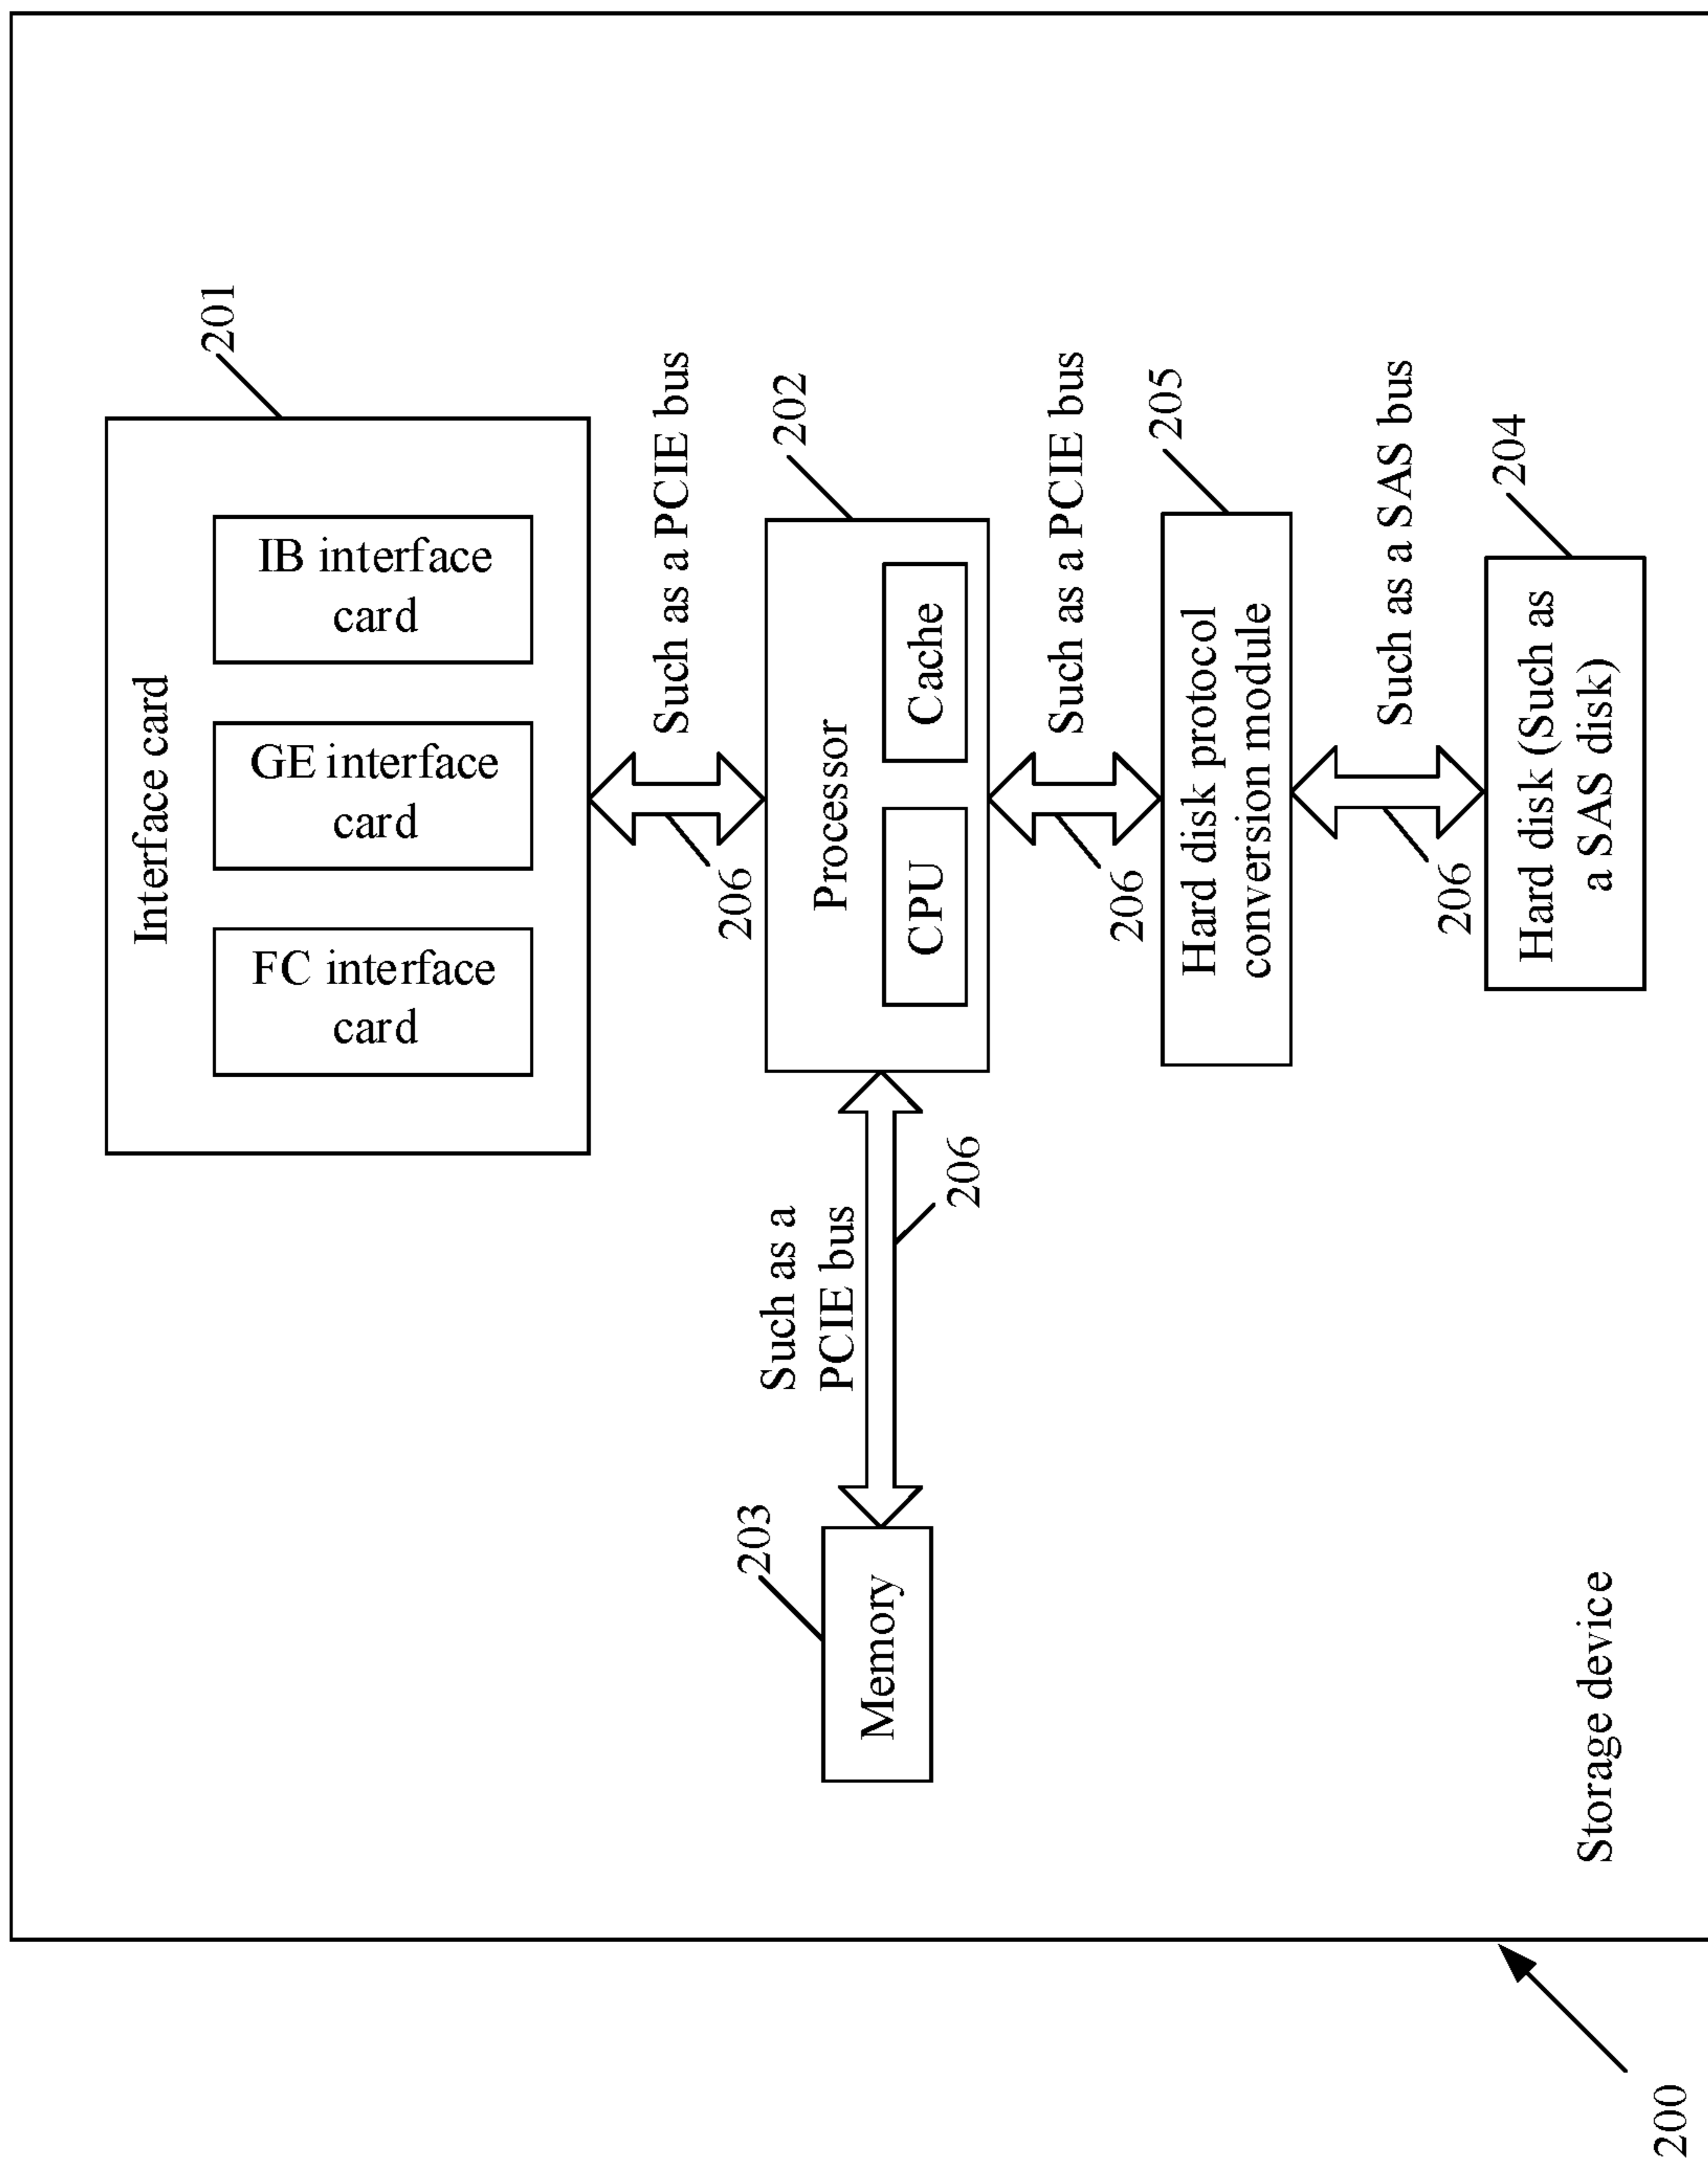 201
Interface card
FC interface
card
GE interface
card
IB interface
card
206
Such as a PCIE bus
203
Memory
Such as a
PCIE bus
206
202
Processor
CPU
Cache
206
Such as a PCIE bus
205
Hard disk protocol
conversion module
206
Such as a SAS bus
204
Hard disk (Such as
a SAS disk)
Storage device
200